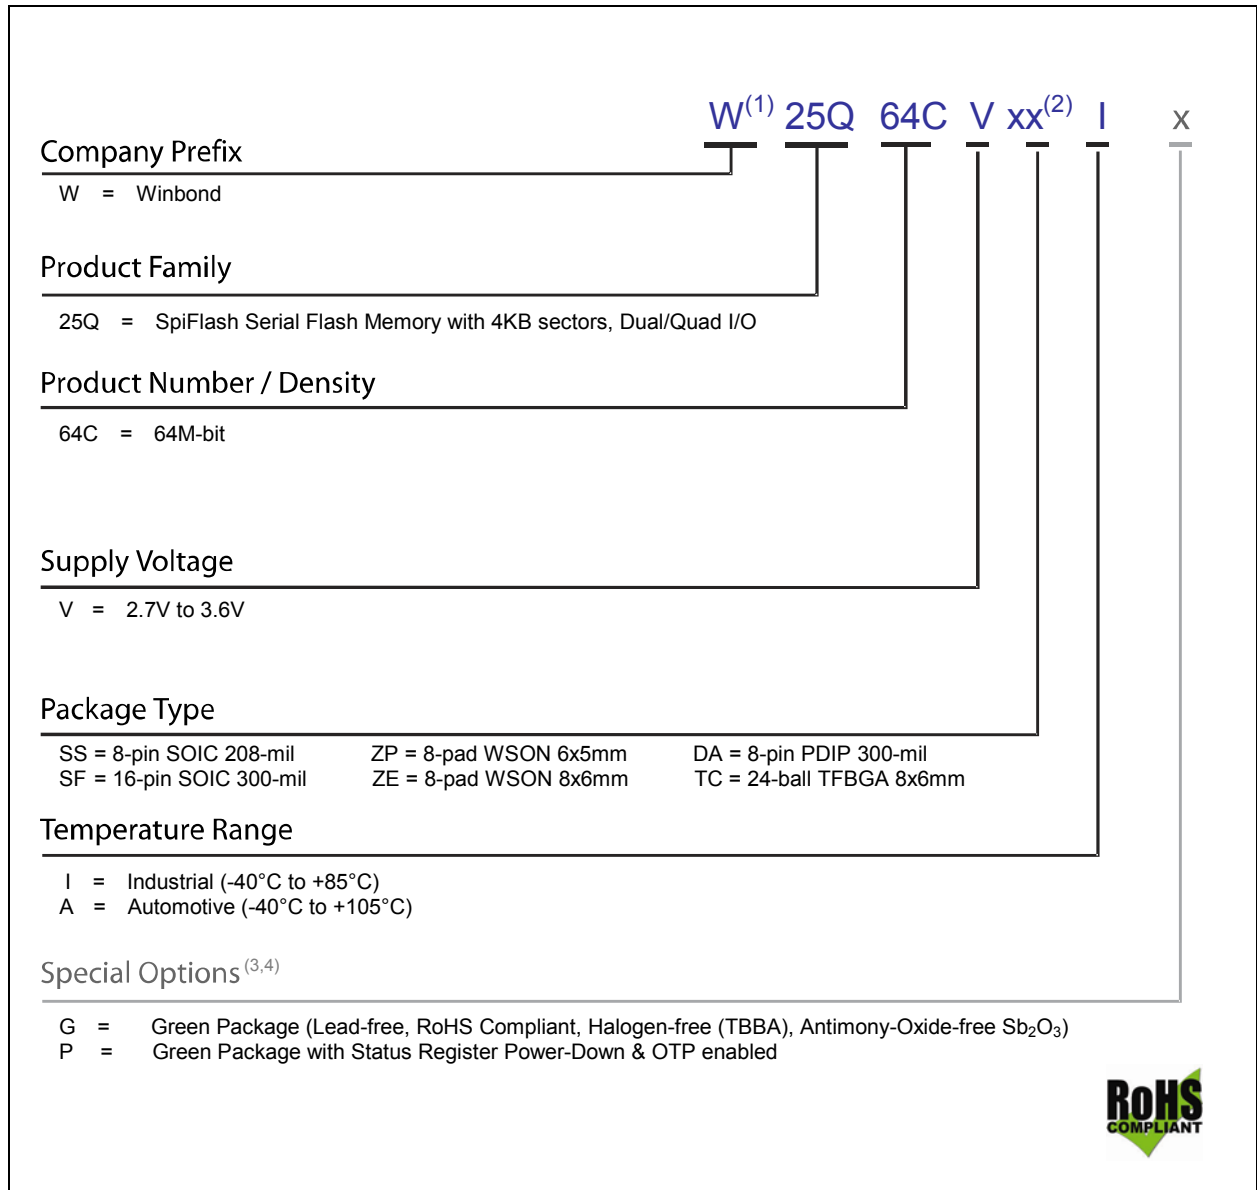 W(1) 25Q 64C V xx(2) I x
Company Prefix
W = Winbond
Product Family
25Q = SpiFlash Serial Flash Memory with 4KB sectors, Dual/Quad I/O
Product Number / Density
64C = 64M-bit
Supply Voltage
V = 2.7V to 3.6V
Package Type
SS = 8-pin SOIC 208-mil ZP = 8-pad WSON 6x5mm DA = 8-pin PDIP 300-mil
SF = 16-pin SOIC 300-mil ZE = 8-pad WSON 8x6mm TC = 24-ball TFBGA 8x6mm
Temperature Range
I = Industrial (-40°C to +85°C)
A = Automotive (-40°C to +105°C)
Special Options (3,4)
G = Green Package (Lead-free, RoHS Compliant, Halogen-free (TBBA), Antimony-Oxide-free Sb2O3)
P = Green Package with Status Register Power-Down & OTP enabled
RoHS
COMPLIANT